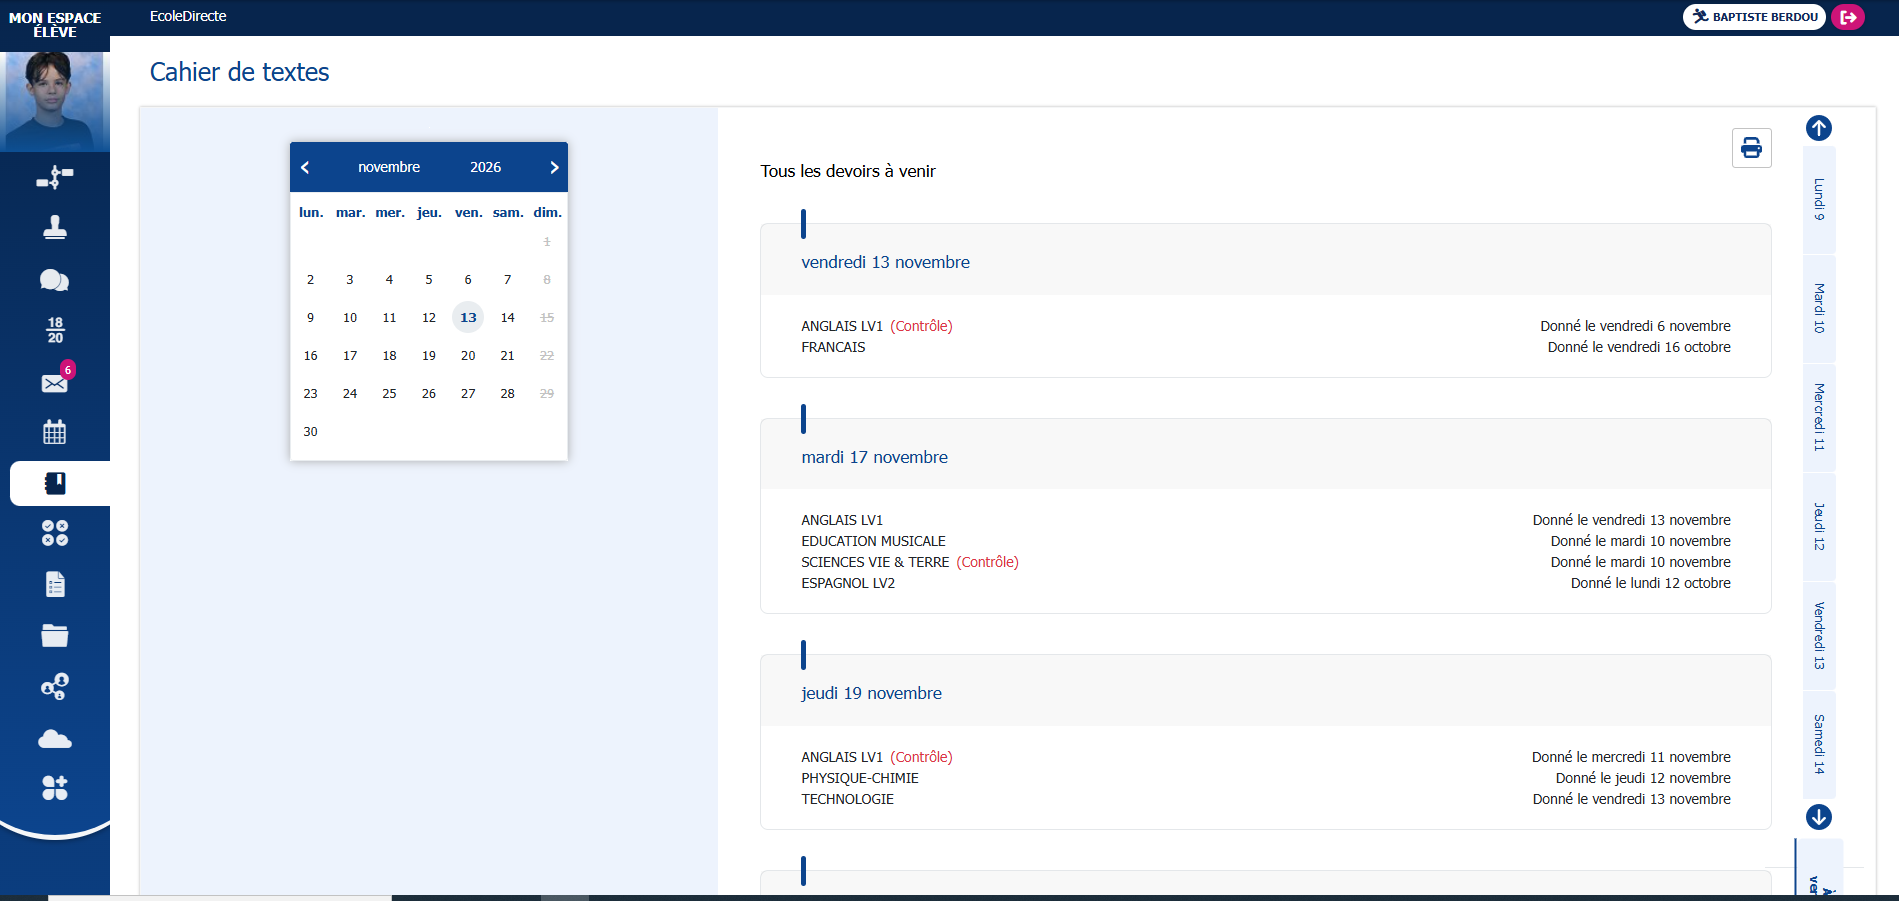 MON ESPACE
ÉLÈVE
EcoleDirecte
BAPTISTE BERDOU
Cahier de textes
18
20
6
novembre 2026
lun. mar. mer. jeu. ven. sam. dim.
1
2 3 4 5 6 7 8
9 10 11 12 13 14 15
16 17 18 19 20 21 22
23 24 25 26 27 28 29
30
Tous les devoirs à venir
vendredi 13 novembre
ANGLAIS LV1 (Contrôle) Donné le vendredi 6 novembre
FRANCAIS Donné le vendredi 16 octobre
mardi 17 novembre
ANGLAIS LV1 Donné le vendredi 13 novembre
EDUCATION MUSICALE Donné le mardi 10 novembre
SCIENCES VIE & TERRE (Contrôle) Donné le mardi 10 novembre
ESPAGNOL LV2 Donné le lundi 12 octobre
jeudi 19 novembre
ANGLAIS LV1 (Contrôle) Donné le mercredi 11 novembre
PHYSIQUE-CHIMIE Donné le jeudi 12 novembre
TECHNOLOGIE Donné le vendredi 13 novembre
Lundi 9
Mardi 10
Mercredi 11
Jeudi 12
Vendredi 13
Samedi 14
À